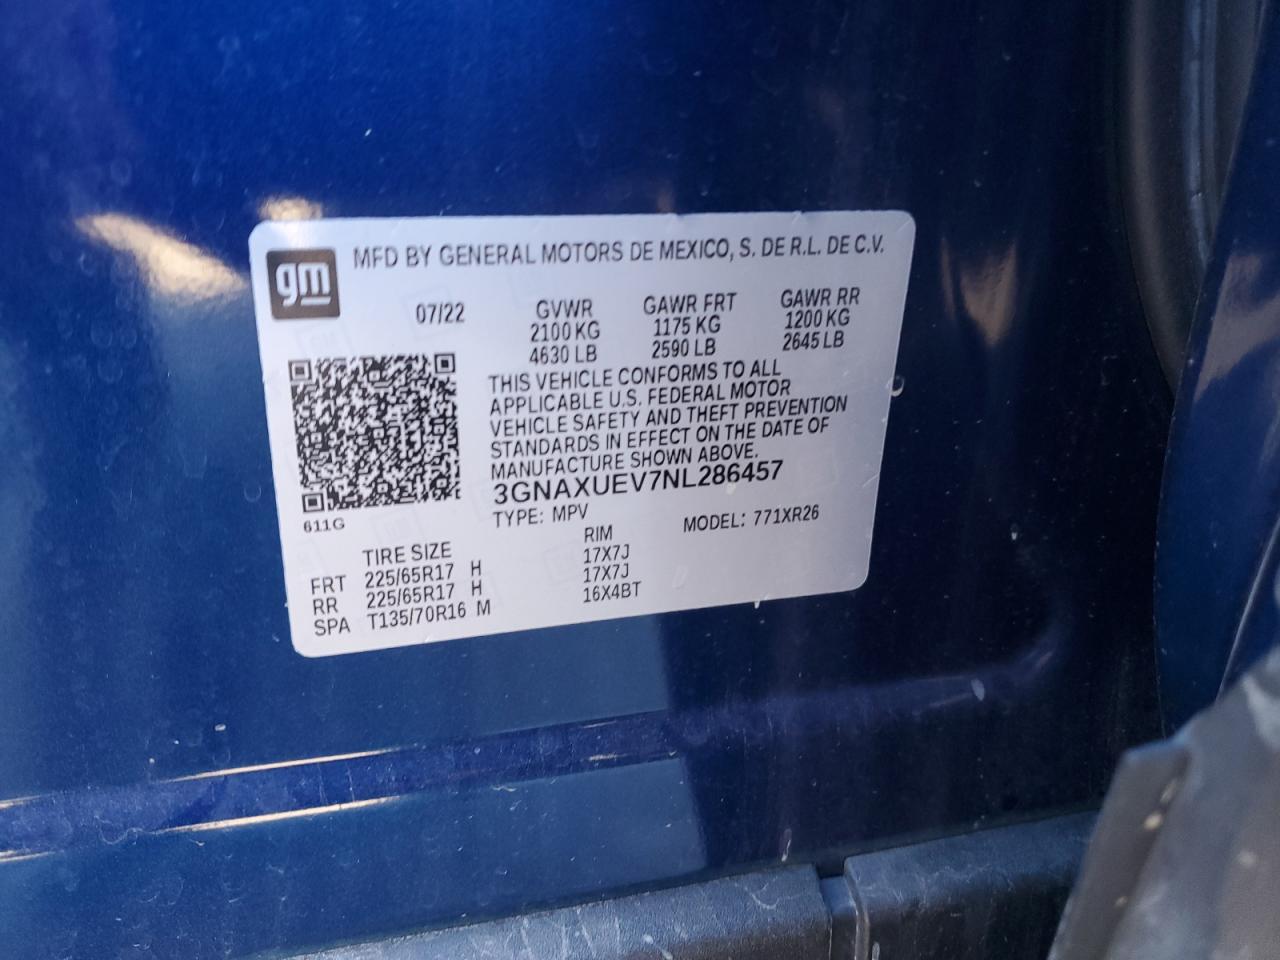 gm MFD BY GENERAL MOTORS DE MEXICO, S. DE R.L. DE C.V.
07/22 GVWR GAWR FRT GAWR RR
2100 KG 1175 KG 1200 KG
4630 LB 2590 LB 2645 LB
THIS VEHICLE CONFORMS TO ALL
APPLICABLE U.S. FEDERAL MOTOR
VEHICLE SAFETY AND THEFT PREVENTION
STANDARDS IN EFFECT ON THE DATE OF
MANUFACTURE SHOWN ABOVE.
3GNAXUEV7NL286457
611G
TYPE: MPV MODEL: 771XR26
TIRE SIZE RIM
FRT 225/65R17 H 17X7J
RR 225/65R17 H 17X7J
SPA T135/70R16 M 16X4BT